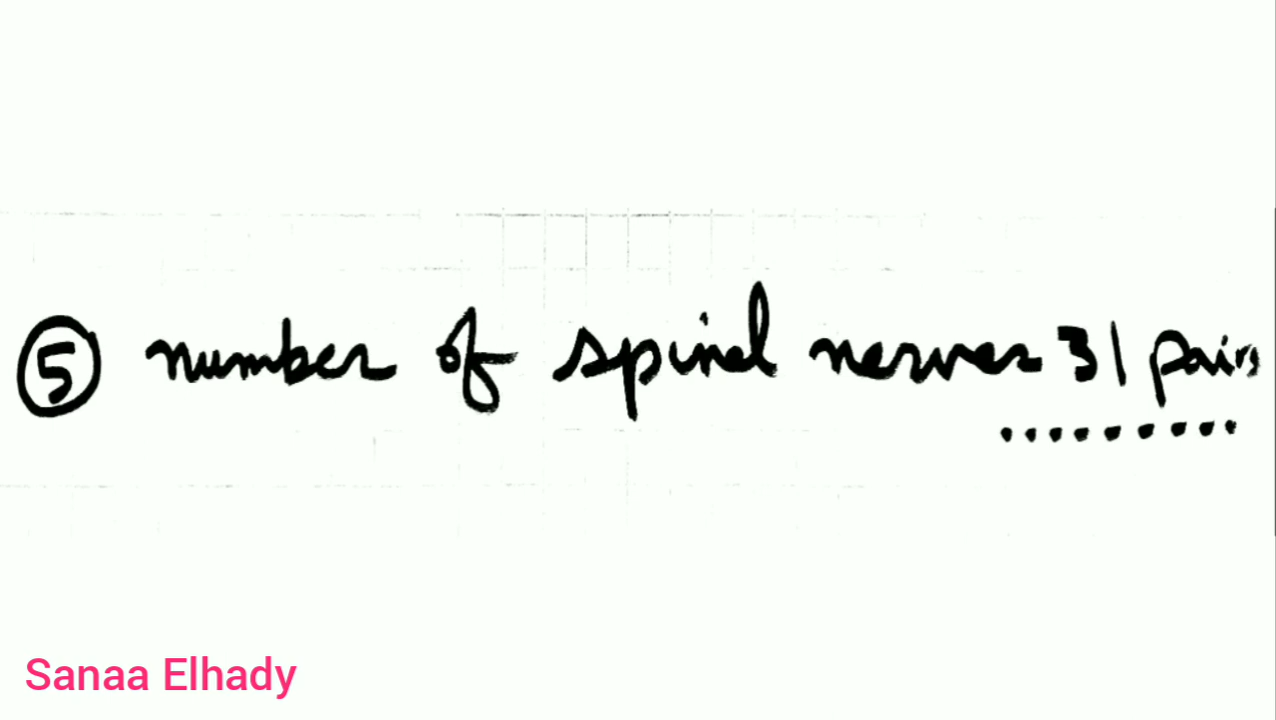 ⑤ number of spinal nerves 31 pairs
.........
Sanaa Elhady